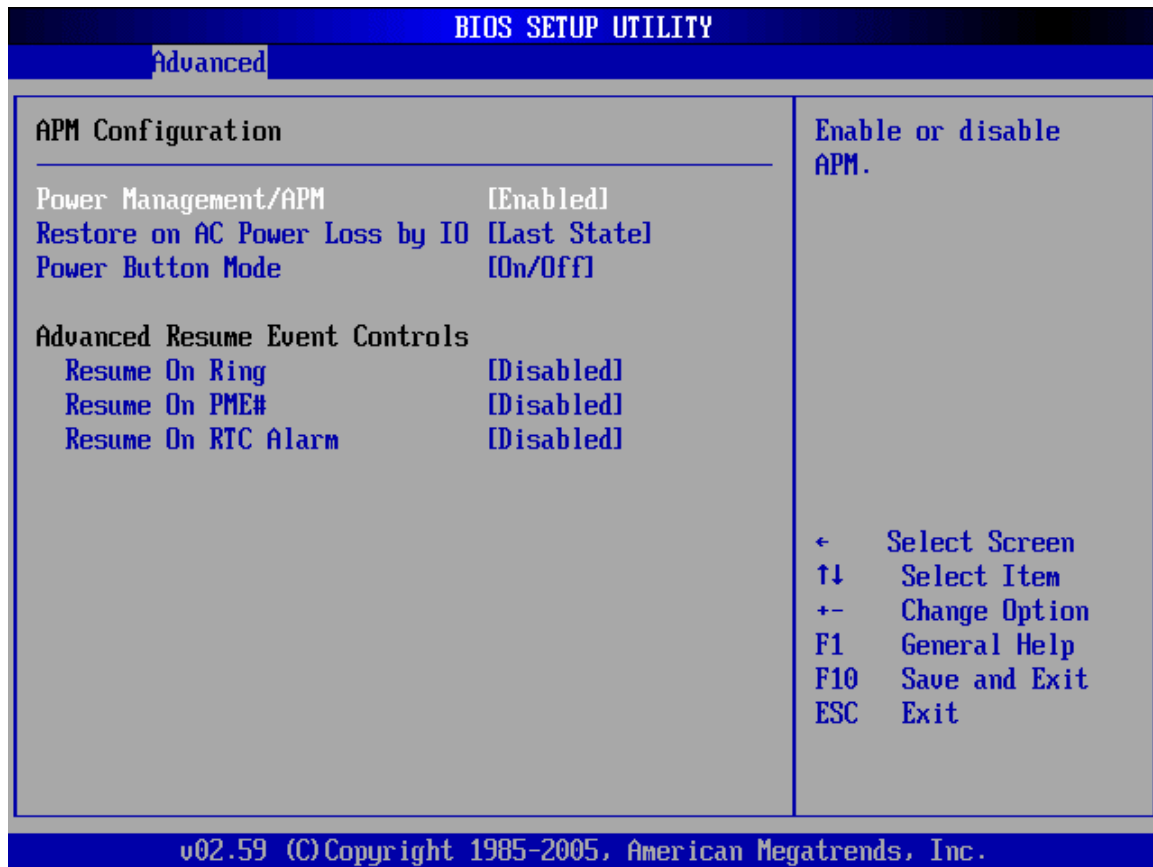 BIOS SETUP UTILITY
Advanced
APM Configuration
Power Management/APM [Enabled]
Restore on AC Power Loss by IO [Last State]
Power Button Mode [On/Off]
Advanced Resume Event Controls
Resume On Ring [Disabled]
Resume On PME# [Disabled]
Resume On RTC Alarm [Disabled]
Enable or disable
APM.
← Select Screen
↑↓ Select Item
+- Change Option
F1 General Help
F10 Save and Exit
ESC Exit
v02.59 (C)Copyright 1985-2005, American Megatrends, Inc.